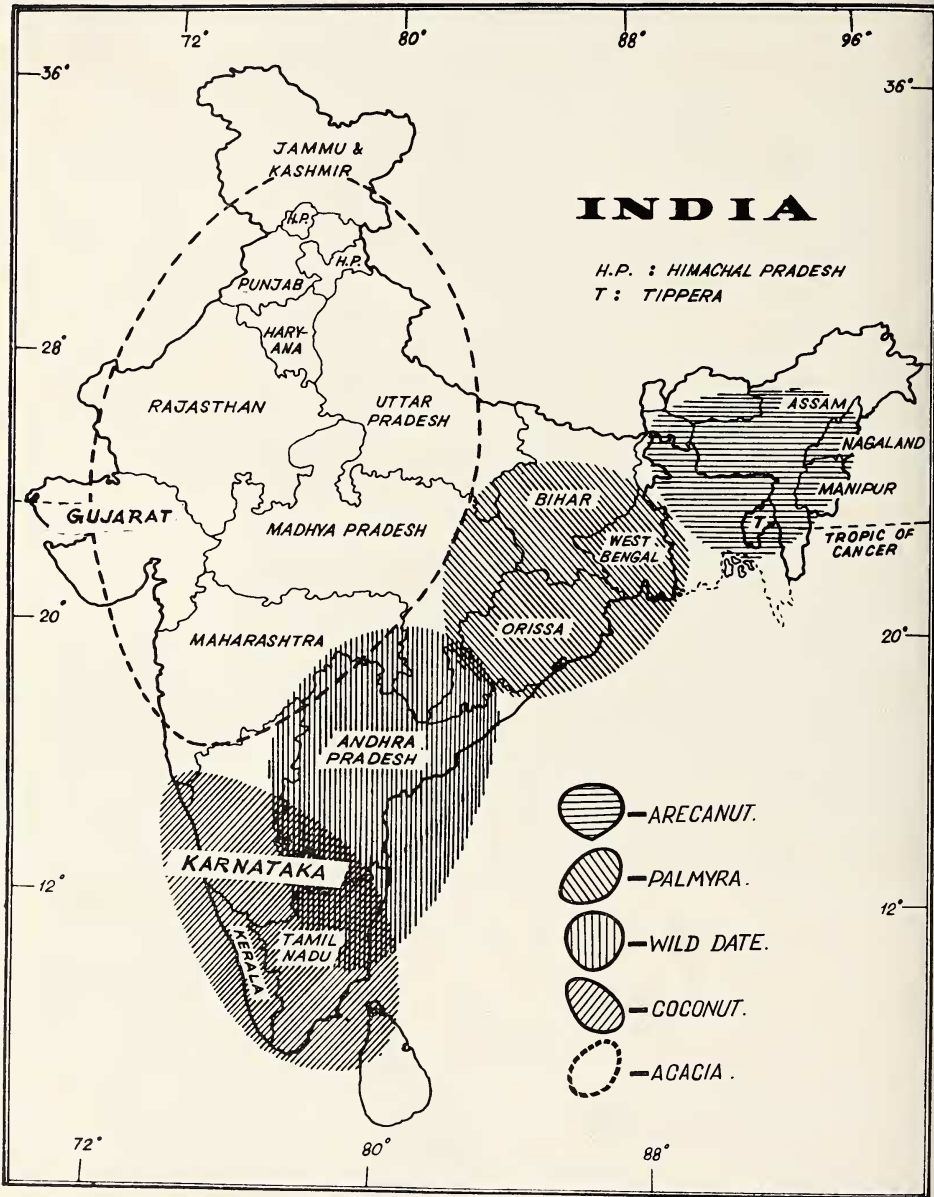 72° 80° 88° 96°
36° 36°
JAMMU &
KASHMIR
INDIA
H.P.
H.P. : HIMACHAL PRADESH
H.P.
T : TIPPERA
PUNJAB
HARY-
ANA
28°
RAJASTHAN
UTTAR
PRADESH
ASSAM
NAGALAND
BIHAR
MANIPUR
GUJARAT
MADHYA PRADESH
T
WEST
BENGAL
TROPIC OF
CANCER
20° 20°
ORISSA
MAHARASHTRA
ANDHRA
PRADESH
ARECANUT.
KARNATAKA
PALMYRA.
12° 12°
TAMIL
NADU
KERALA
WILD DATE.
COCONUT.
ACACIA.
72° 80° 88°